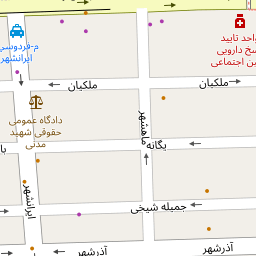 م-فردوسی
ایرانشهر
واحد تایید
نسخ دارویی
تامین اجتماعی
ملکیان
ملکیان
دادگاه عمومی
حقوقی شهید
مدنی
ماهشهر
یگانه
ایرانشهر
جمیله شیخی
آذرشهر
آذرشهر